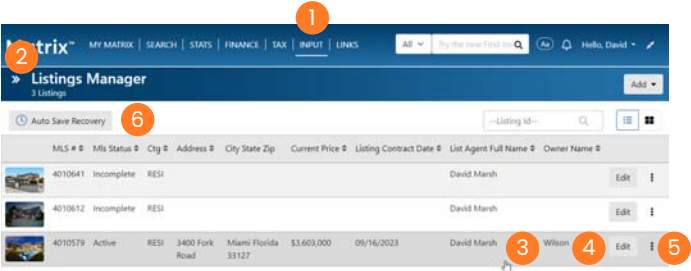 1
Matrix™ MY MATRIX | SEARCH | STATS | FINANCE | TAX | INPUT | LINKS All Try the new Find Aa Hello, David
2
» Listings Manager Add
3 Listings
Auto Save Recovery 6 --Listing Id--
MLS # Mls Status Ctg Address City State Zip Current Price Listing Contract Date List Agent Full Name Owner Name
4010641 Incomplete RESI David Marsh Edit
4010612 Incomplete RESI David Marsh Edit
4010579 Active RESI 3400 Fork Miami Florida $3,603,000 09/16/2023 David Marsh 3 Wilson 4 Edit 5
Road 33127